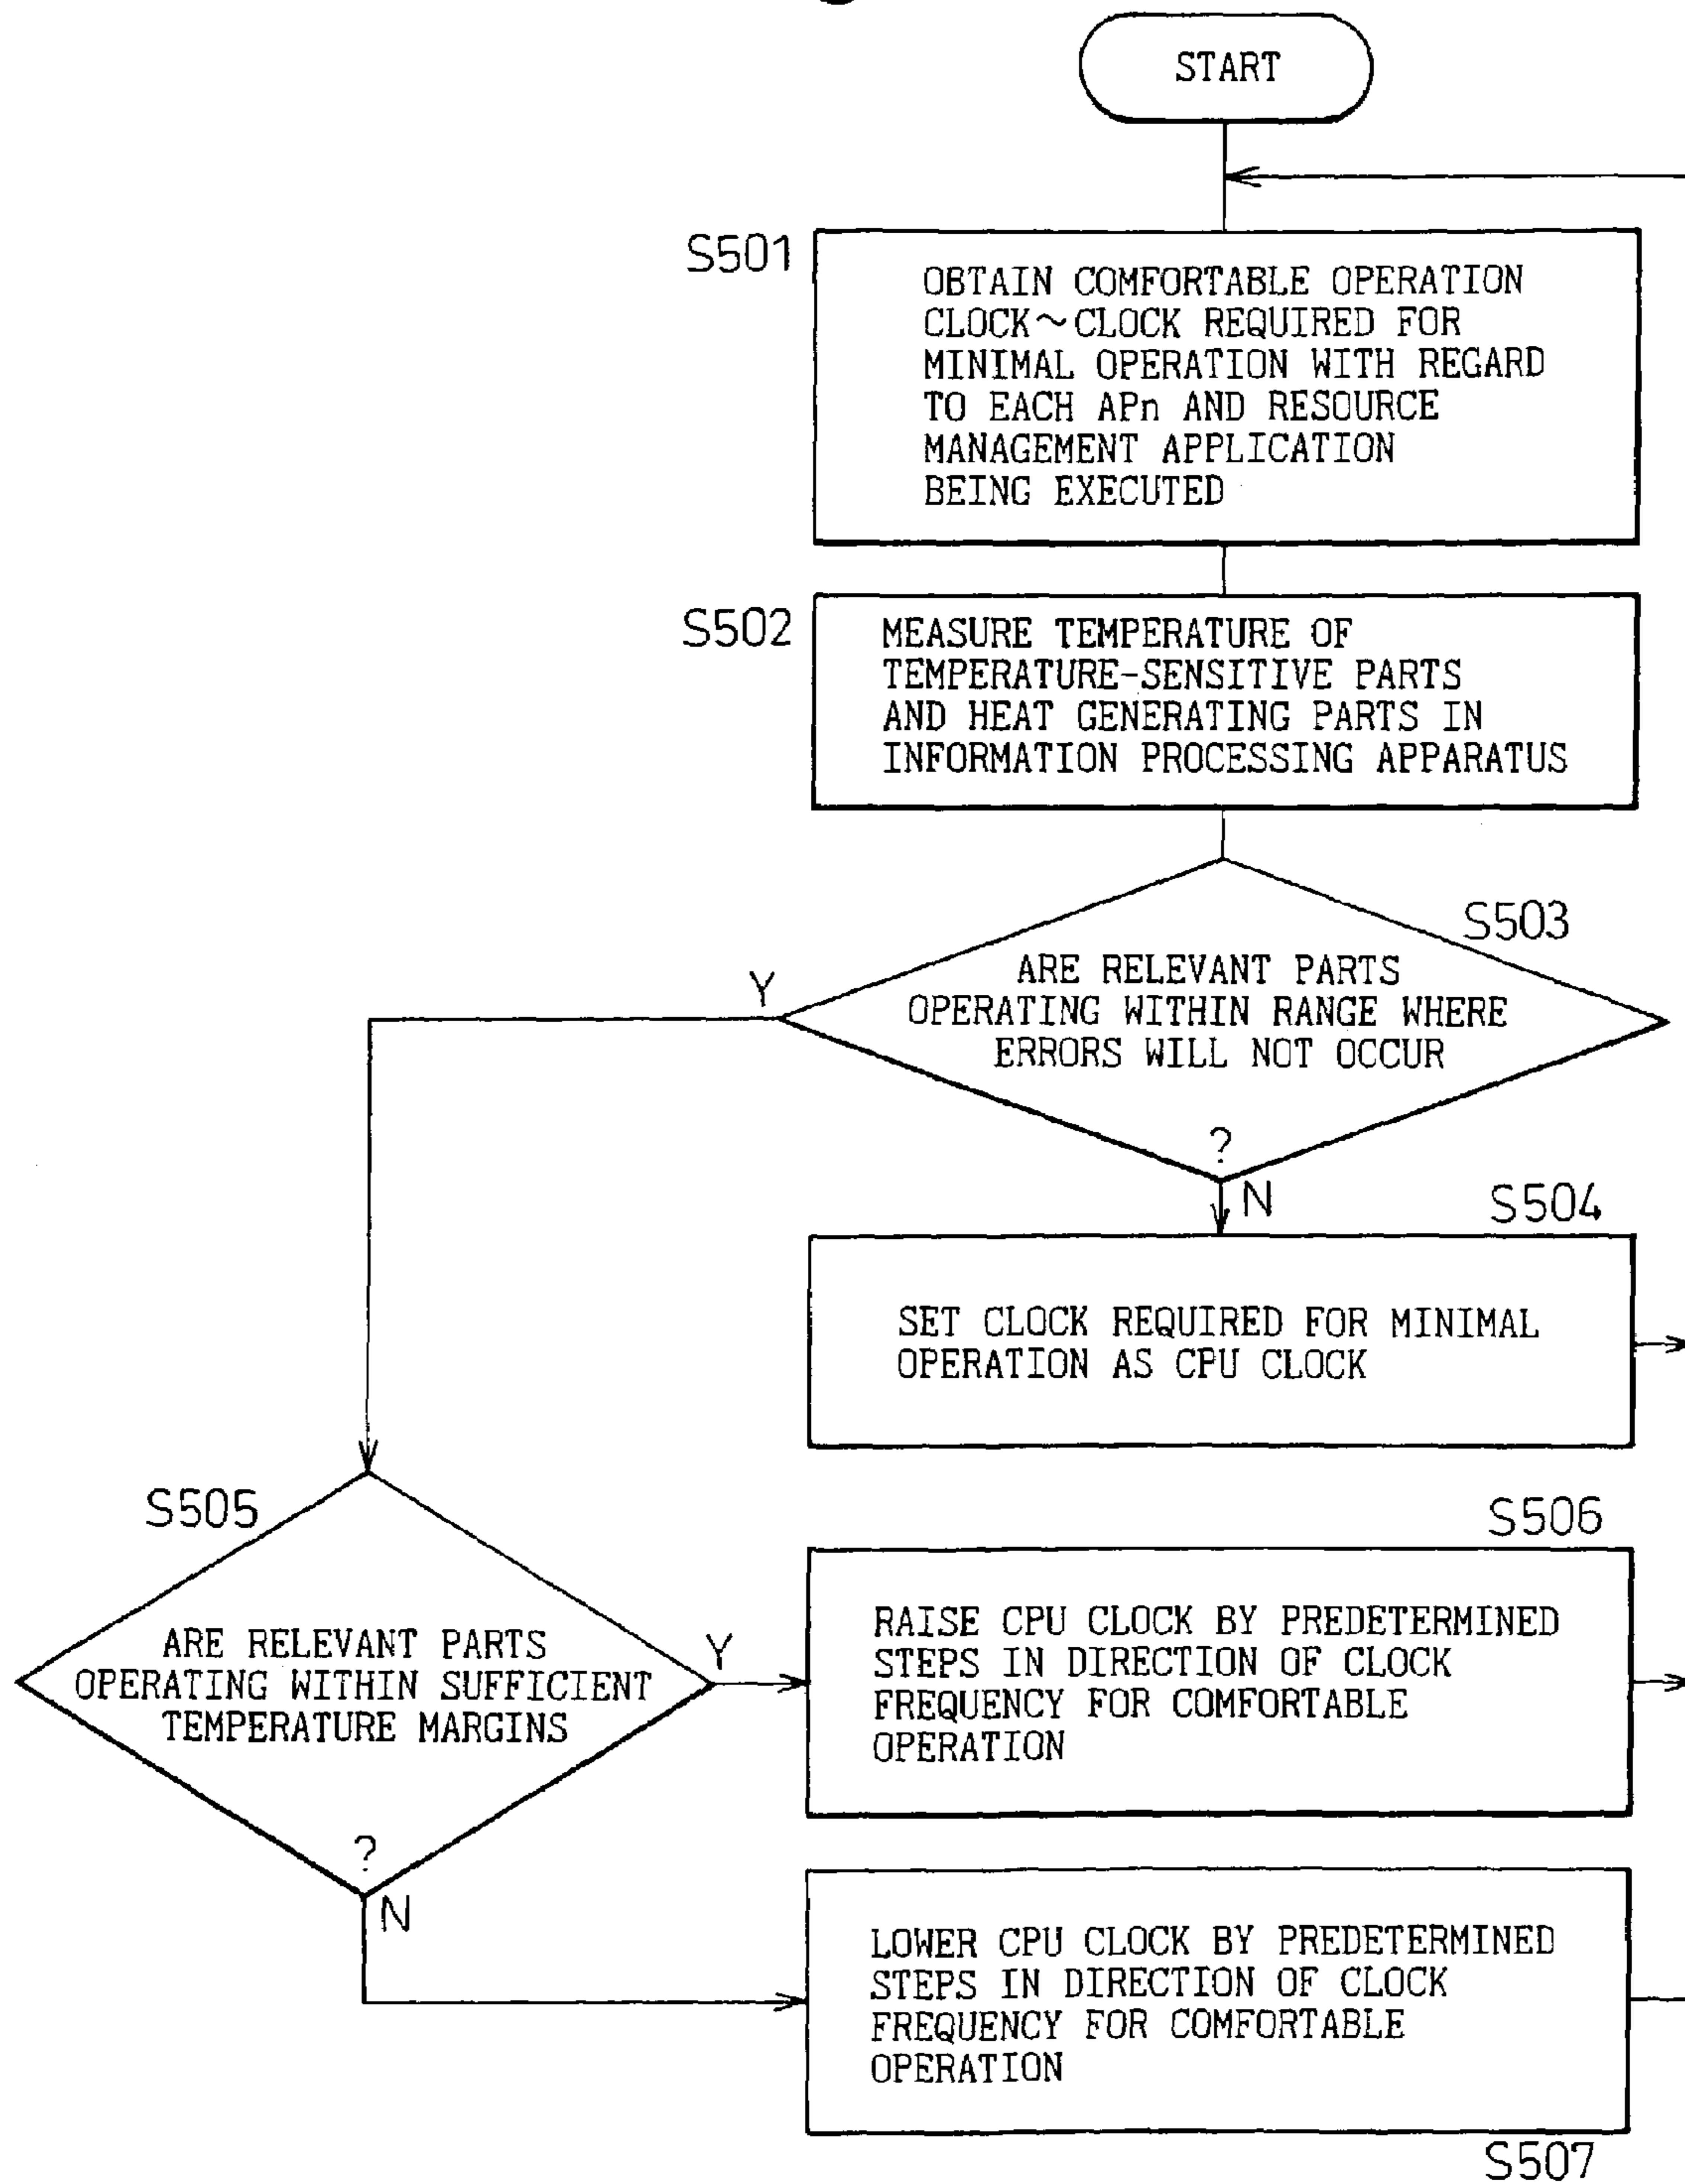 START
S501
OBTAIN COMFORTABLE OPERATION
CLOCK~CLOCK REQUIRED FOR
MINIMAL OPERATION WITH REGARD
TO EACH APn AND RESOURCE
MANAGEMENT APPLICATION
BEING EXECUTED
S502
MEASURE TEMPERATURE OF
TEMPERATURE-SENSITIVE PARTS
AND HEAT GENERATING PARTS IN
INFORMATION PROCESSING APPARATUS
S503
ARE RELEVANT PARTS
OPERATING WITHIN RANGE WHERE
ERRORS WILL NOT OCCUR
?
Y
N
S504
SET CLOCK REQUIRED FOR MINIMAL
OPERATION AS CPU CLOCK
S505
ARE RELEVANT PARTS
OPERATING WITHIN SUFFICIENT
TEMPERATURE MARGINS
?
Y
N
S506
RAISE CPU CLOCK BY PREDETERMINED
STEPS IN DIRECTION OF CLOCK
FREQUENCY FOR COMFORTABLE
OPERATION
LOWER CPU CLOCK BY PREDETERMINED
STEPS IN DIRECTION OF CLOCK
FREQUENCY FOR COMFORTABLE
OPERATION
S507